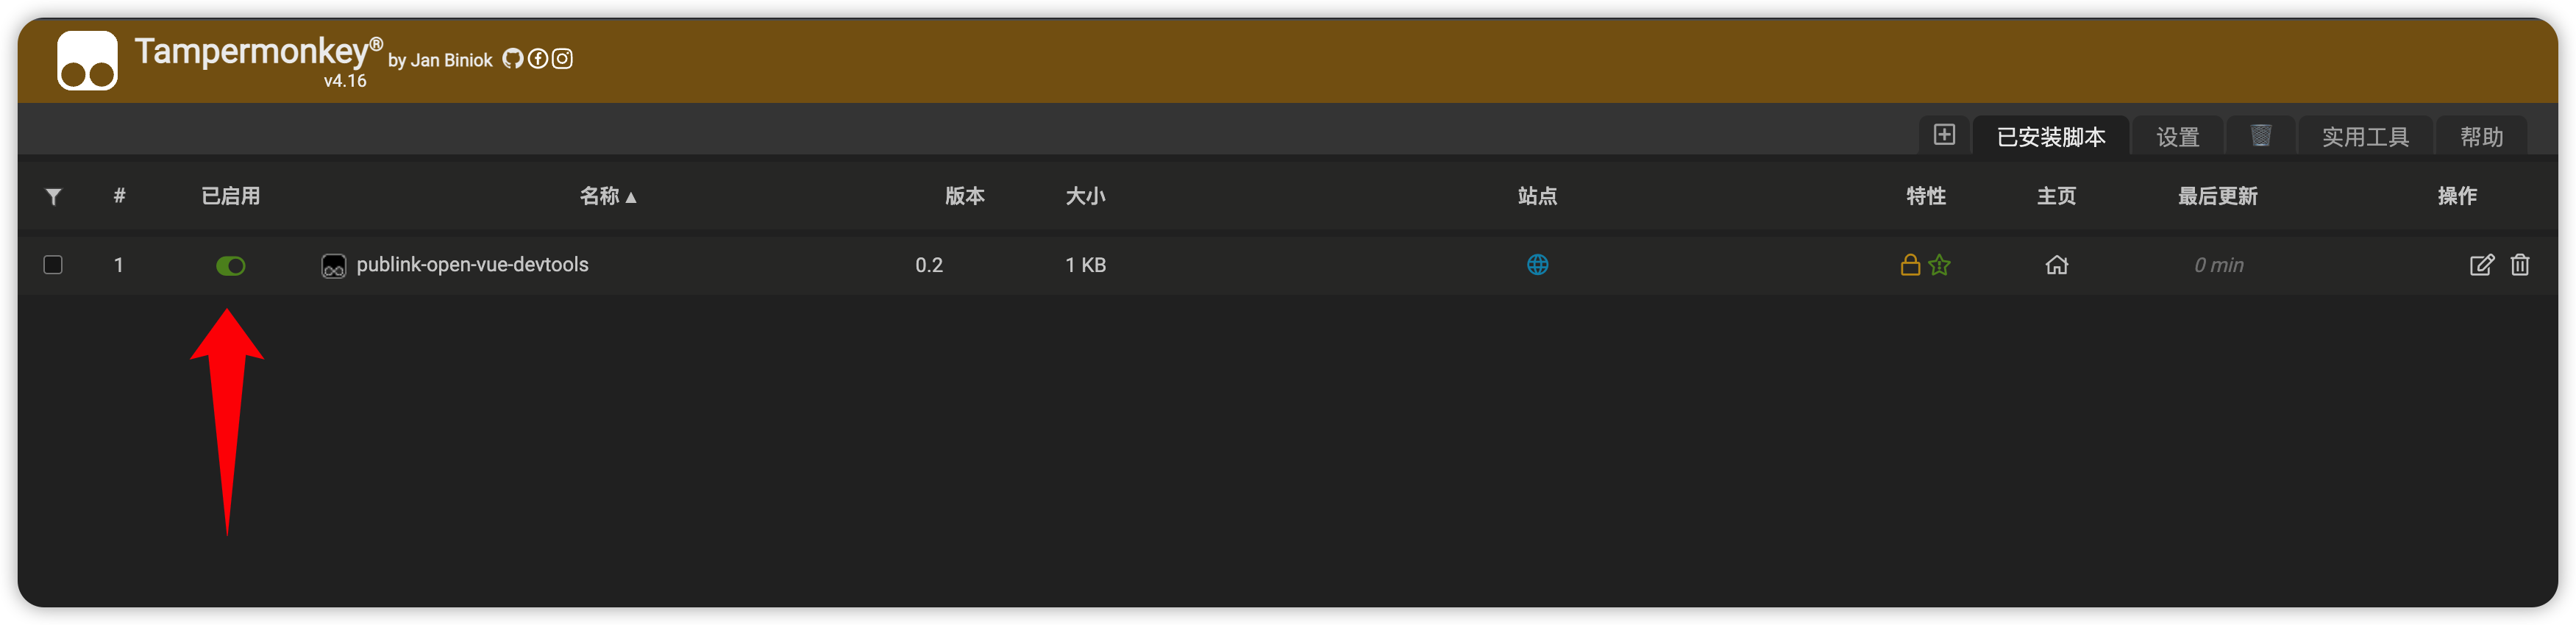 Tampermonkey® by Jan Biniok
v4.16
已安装脚本 设置 实用工具 帮助
# 已启用 名称▲ 版本 大小 站点 特性 主页 最后更新 操作
1 publink-open-vue-devtools 0.2 1 KB 0 min